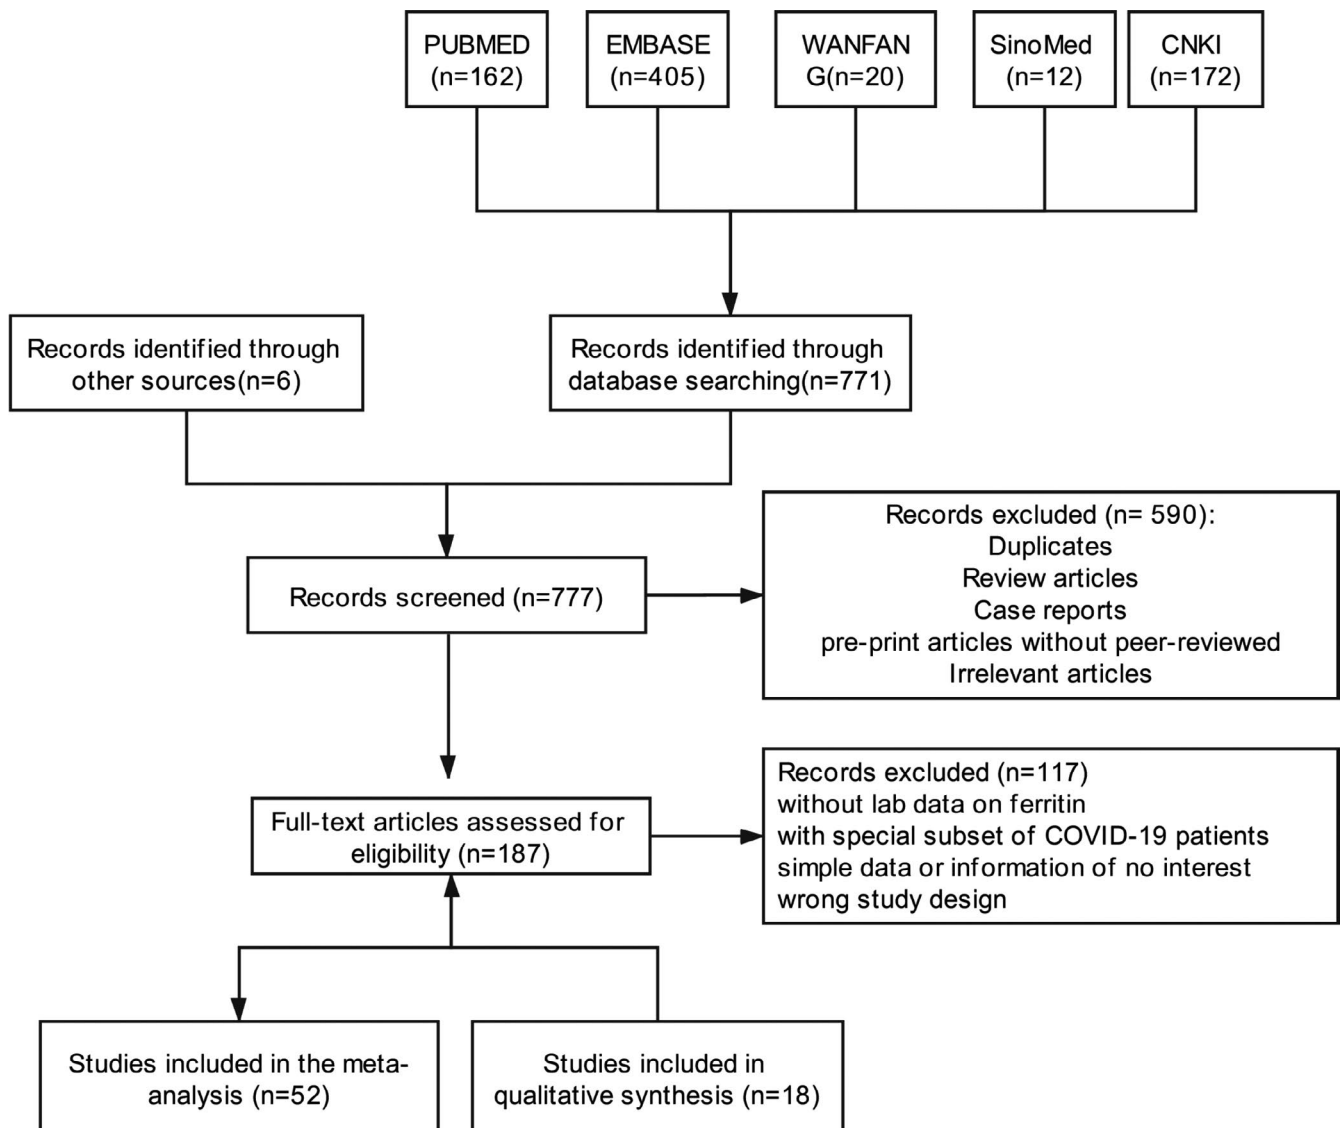 PUBMED
(n=162)
EMBASE
(n=405)
WANFAN
G(n=20)
SinoMed
(n=12)
CNKI
(n=172)
Records identified through
other sources(n=6)
Records identified through
database searching(n=771)
Records screened (n=777)
Records excluded (n= 590):
Duplicates
Review articles
Case reports
pre-print articles without peer-reviewed
Irrelevant articles
Full-text articles assessed for
eligibility (n=187)
Records excluded (n=117)
without lab data on ferritin
with special subset of COVID-19 patients
simple data or information of no interest
wrong study design
Studies included in the meta-
analysis (n=52)
Studies included in
qualitative synthesis (n=18)